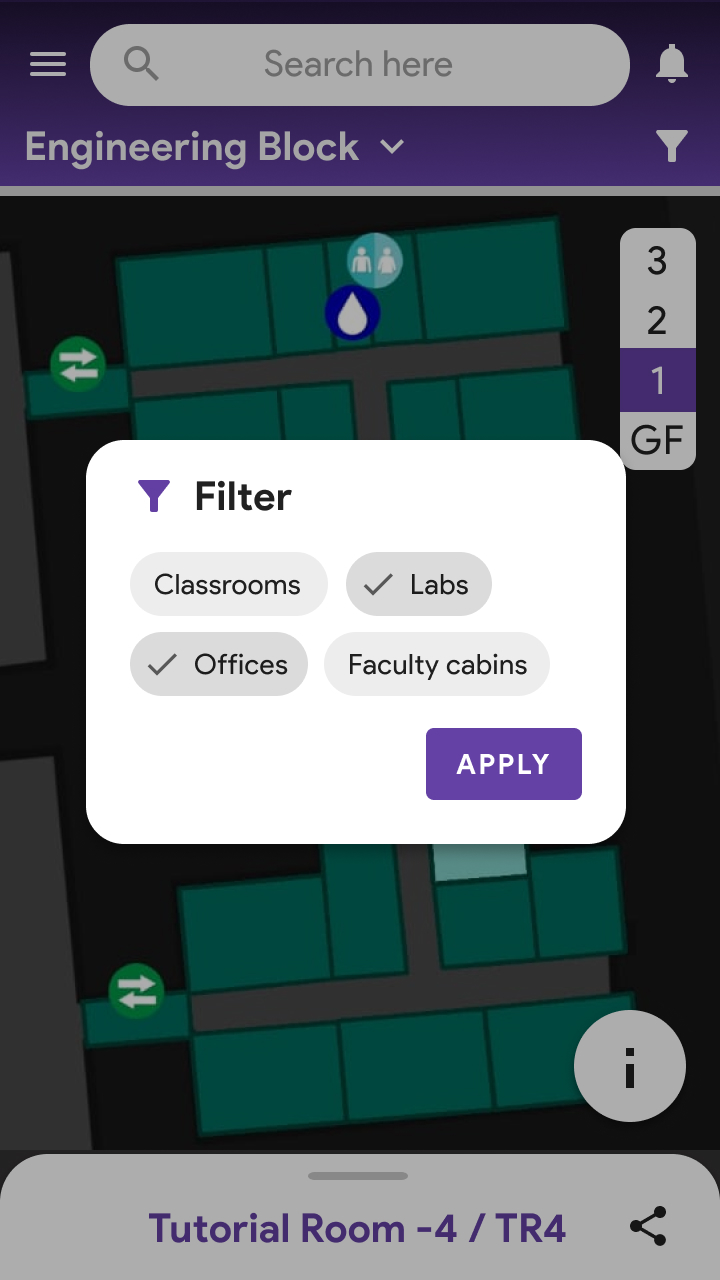 Search here
Engineering Block
3
2
1
GF
Filter
Classrooms
Labs
Offices
Faculty cabins
APPLY
i
Tutorial Room -4 / TR4